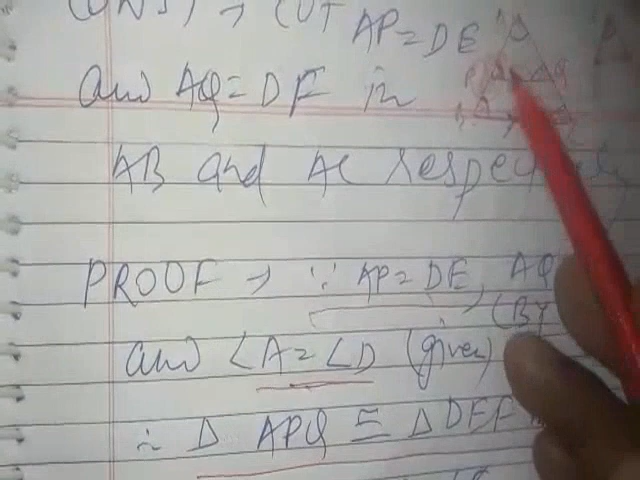 CUT AP=DE
and AQ=DF in
AB and AC respectively
PROOF → ∵ AP=DE, AQ
(BY
and <A=<D (given)
∴ Δ APQ ≅ Δ DEF